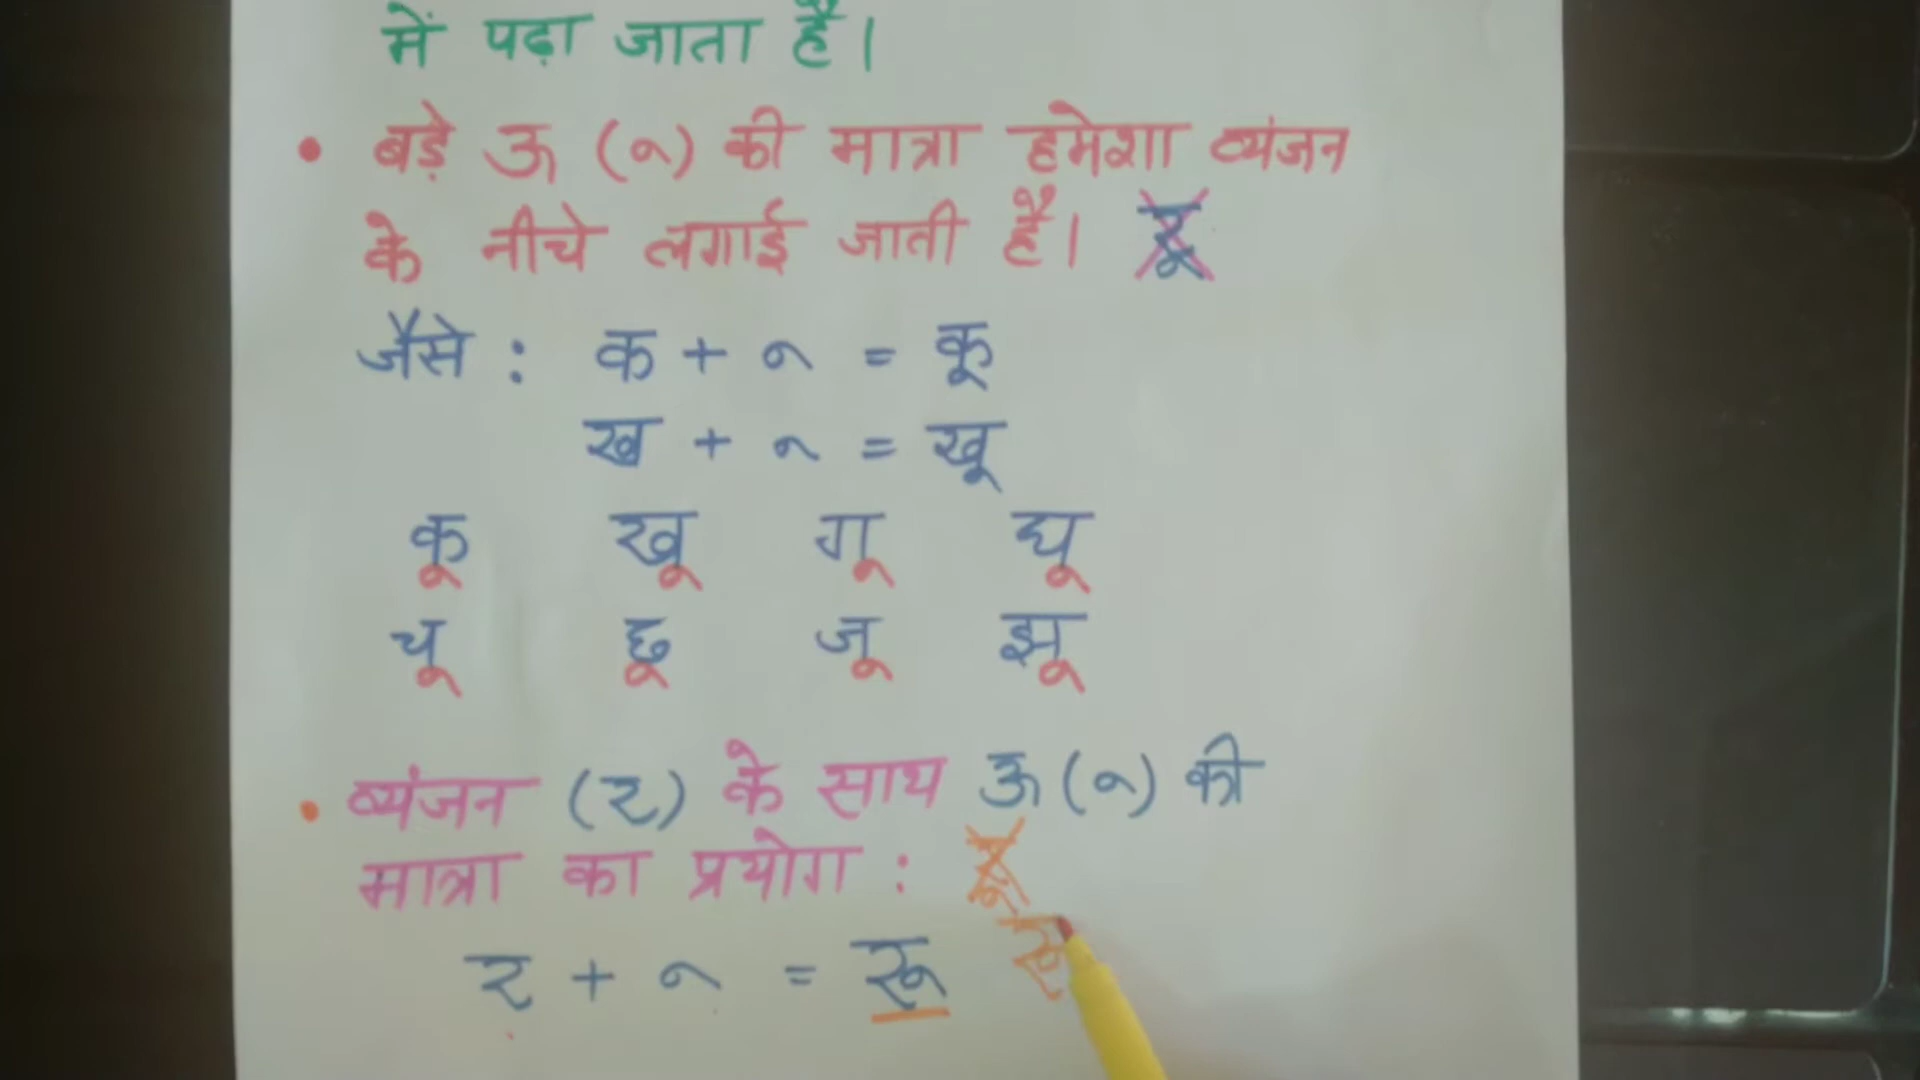 में पढ़ा जाता है।
• बड़े ऊ (ू) की मात्रा हमेशा व्यंजन
के नीचे लगाई जाती है।
जैसे : क + ू = कू
ख + ू = खू
कू खू गू घू
चू छू जू झू
• व्यंजन (र) के साथ ऊ (ू) की
मात्रा का प्रयोग :
र + ू = रू